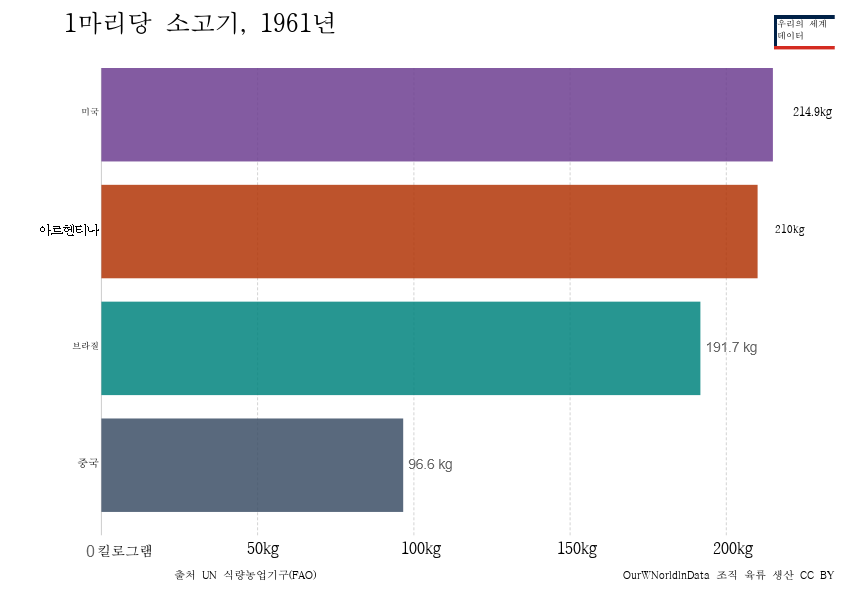 1마리당 소고기, 1961년
우리의 세계
데이터
미국
214.9kg
아르헨티나
210kg
브라질
191.7 kg
중국
96.6 kg
0 킬로그램
50kg
100kg
150kg
200kg
출처 UN 식량농업기구(FAO)
OurWNorldInData 조직 육류 생산 CC BY